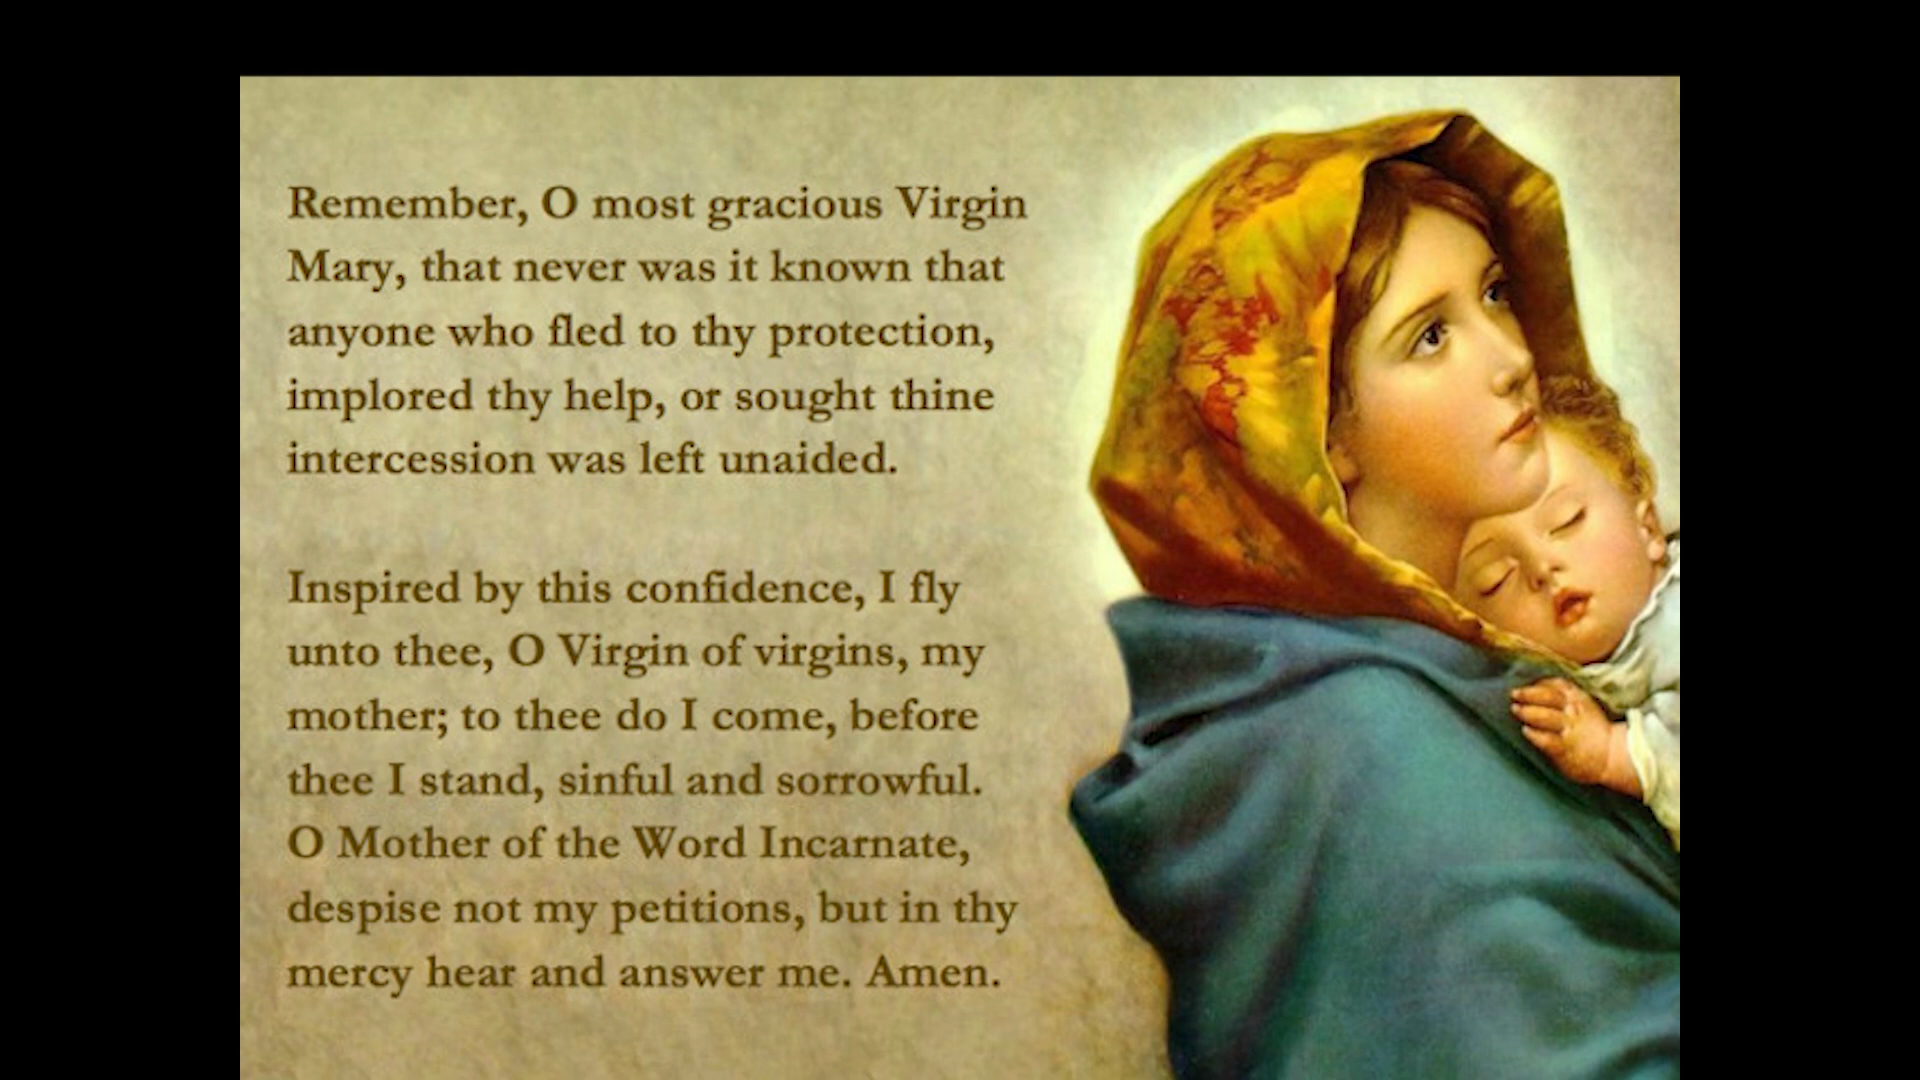 Remember, O most gracious Virgin
Mary, that never was it known that
anyone who fled to thy protection,
implored thy help, or sought thine
intercession was left unaided.
Inspired by this confidence, I fly
unto thee, O Virgin of virgins, my
mother; to thee do I come, before
thee I stand, sinful and sorrowful.
O Mother of the Word Incarnate,
despise not my petitions, but in thy
mercy hear and answer me. Amen.